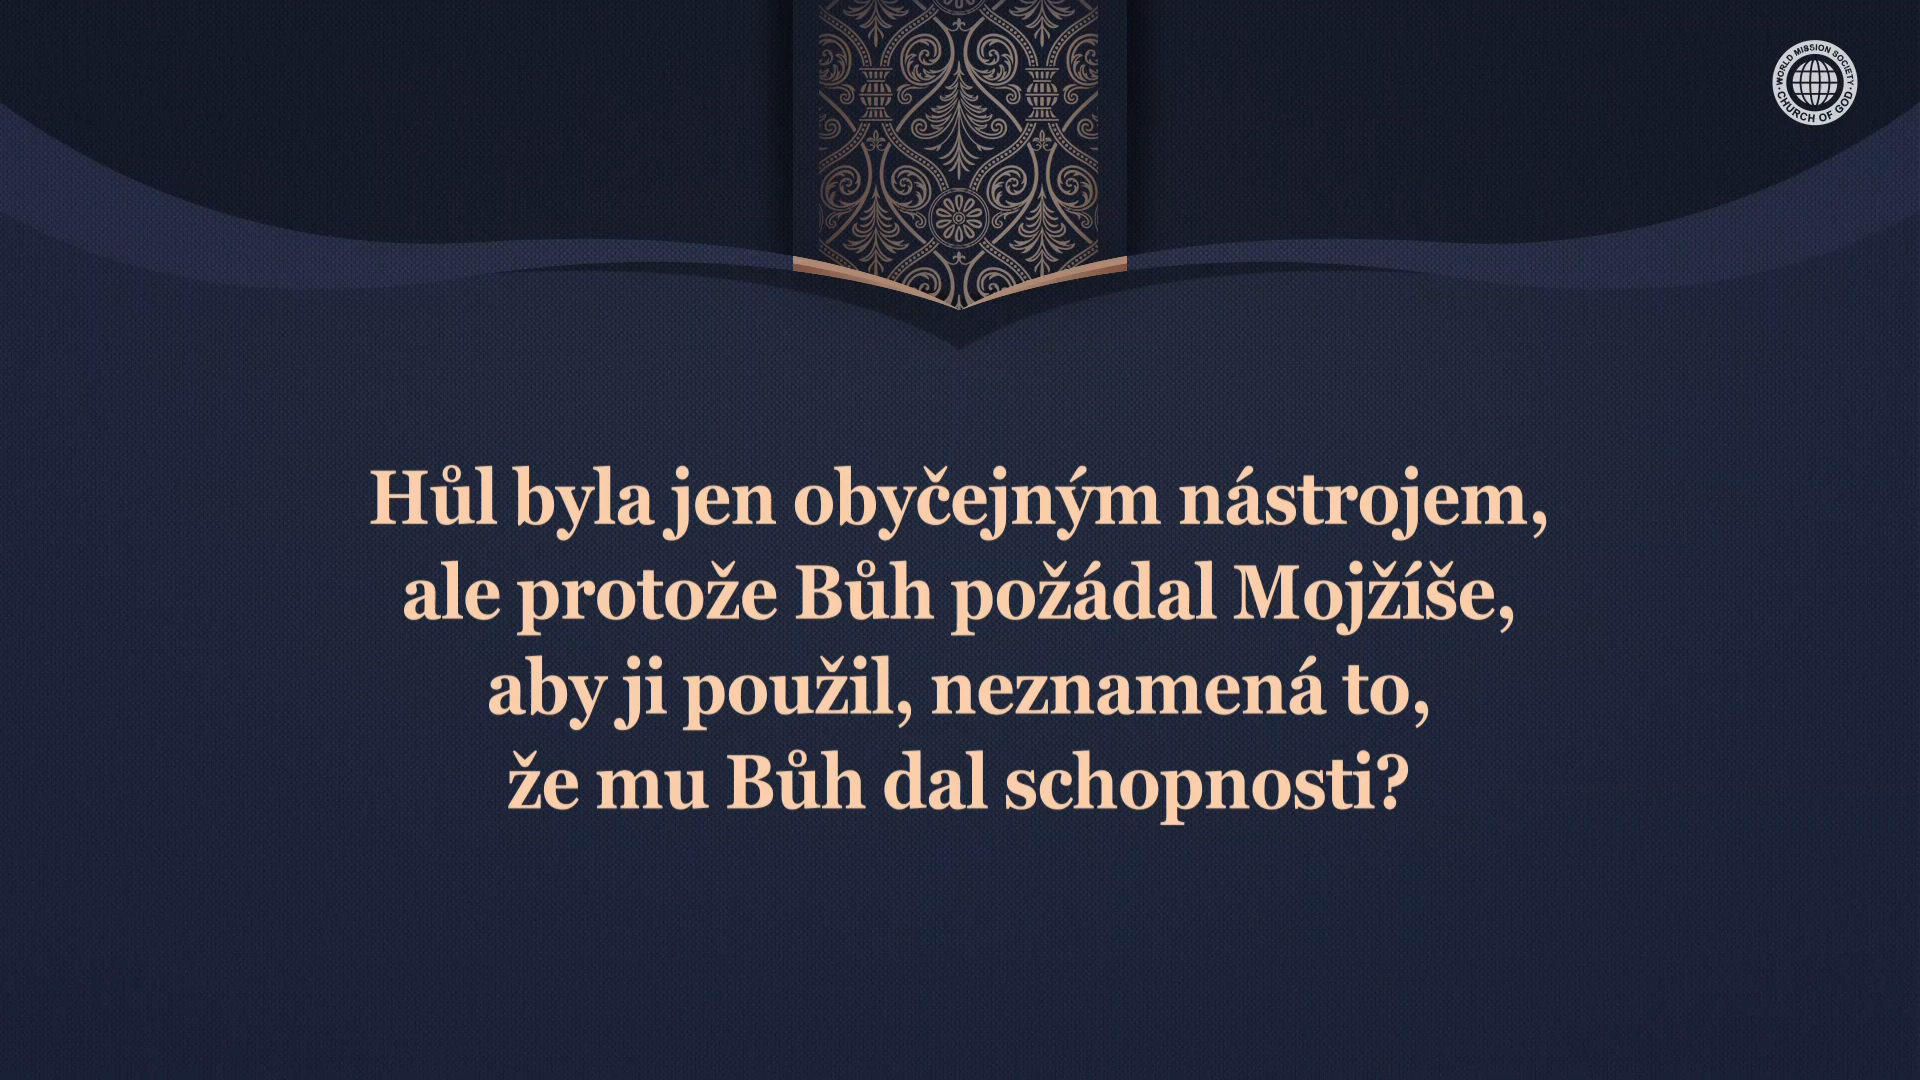 WORLD MISSION SOCIETY
CHURCH OF GOD
Hůl byla jen obyčejným nástrojem,
ale protože Bůh požádal Mojžíše,
aby ji použil, neznamená to,
že mu Bůh dal schopnosti?